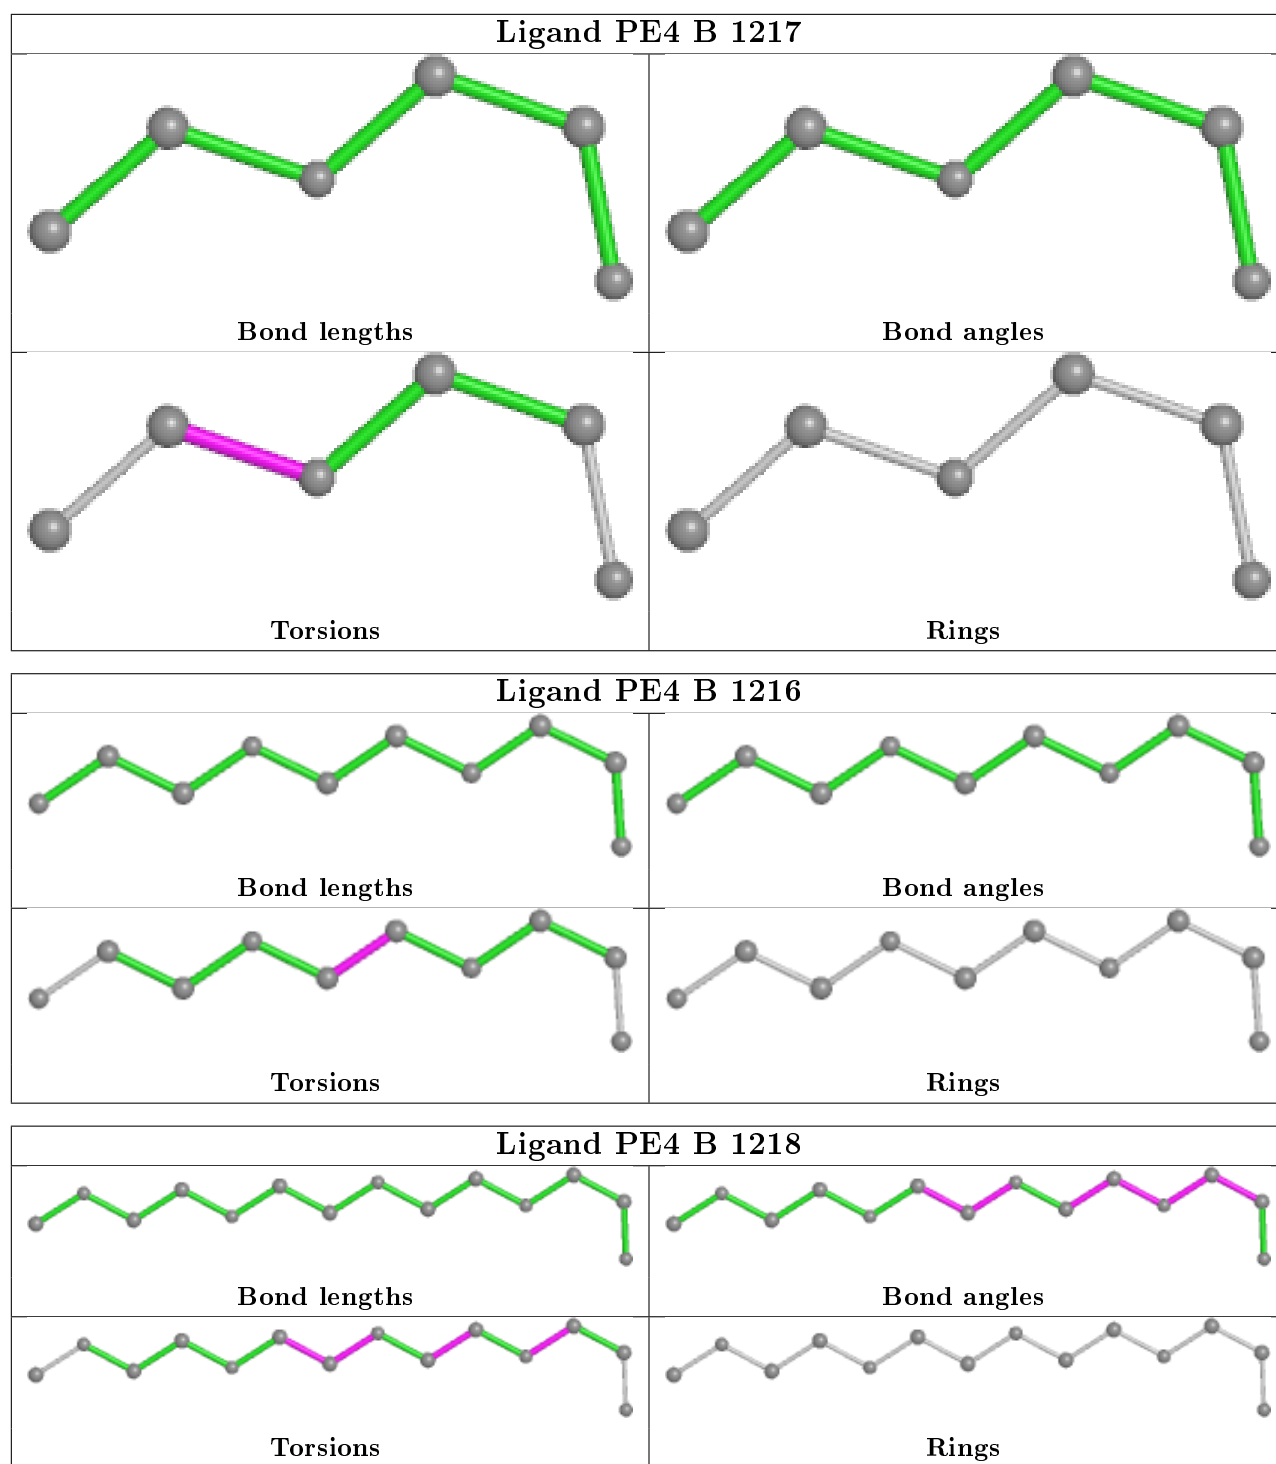 Ligand PE4 B 1217
Bond lengths
Bond angles
Torsions
Rings
Ligand PE4 B 1216
Bond lengths
Bond angles
Torsions
Rings
Ligand PE4 B 1218
Bond lengths
Bond angles
Torsions
Rings